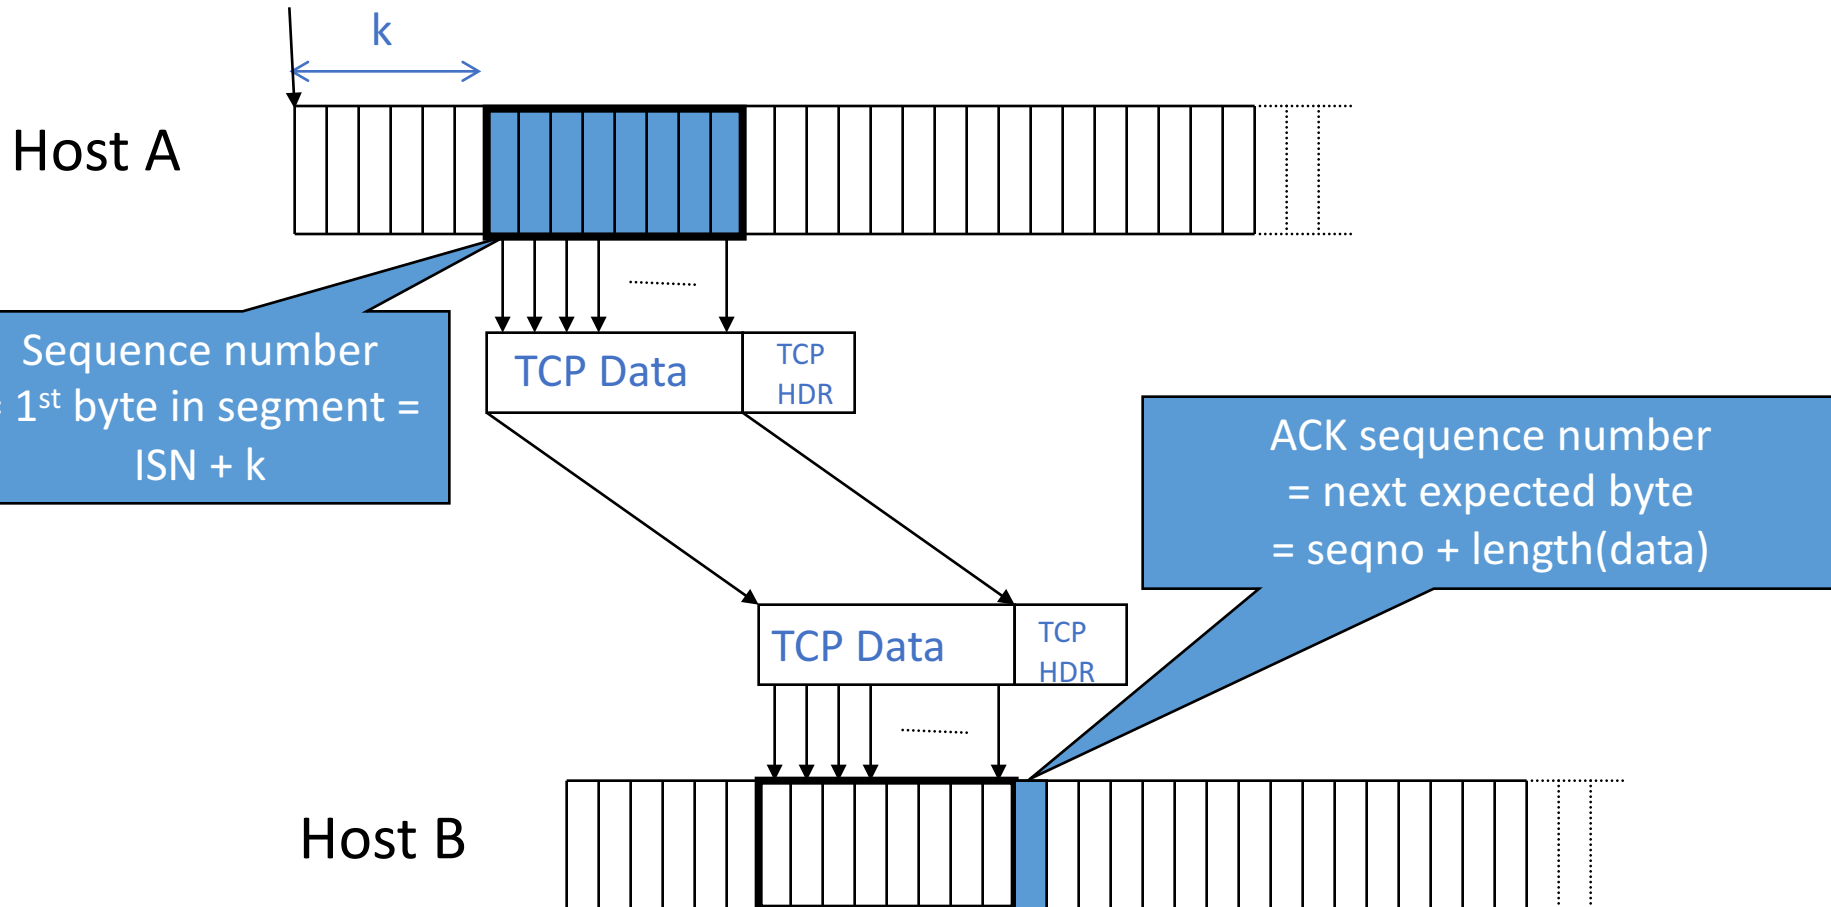 k
Host A
Sequence number
= 1st byte in segment =
ISN + k
TCP Data
TCP
HDR
ACK sequence number
= next expected byte
= seqno + length(data)
TCP Data
TCP
HDR
Host B